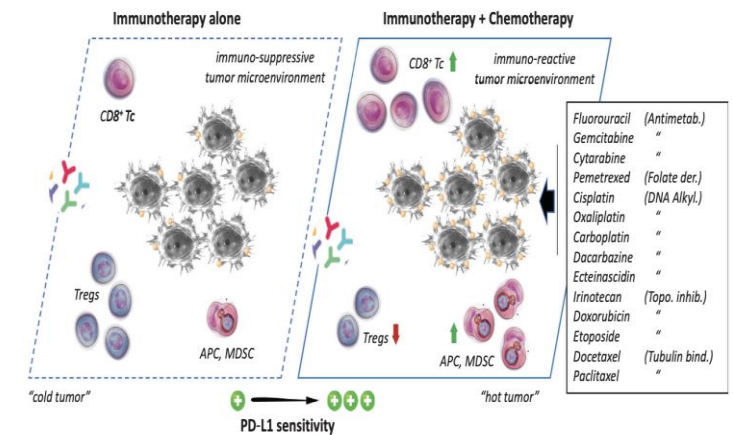 Immunotherapy alone
Immunotherapy + Chemotherapy
immuno-suppressive
tumor microenvironment
CD8⁺ Tc
Tregs
APC, MDSC
"cold tumor"
CD8⁺ Tc
immuno-reactive
tumor microenvironment
Tregs
APC, MDSC
"hot tumor"
Fluorouracil (Antimetab.)
Gemcitabine "
Cytarabine "
Pemetrexed (Folate der.)
Cisplatin (DNA Alkyl.)
Oxaliplatin "
Carboplatin "
Dacarbazine "
Ecteinascidin "
Irinotecan (Topo. inhib.)
Doxorubicin "
Etoposide "
Docetaxel (Tubulin bind.)
Paclitaxel "
PD-L1 sensitivity